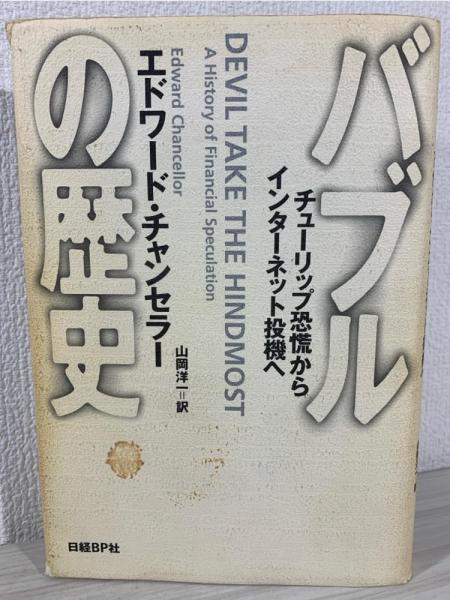 バブル
の歴史
チューリップ恐慌から
インターネット投機へ
DEVIL TAKE THE HINDMOST
A History of Financial Speculation
Edward Chancellor
エドワード・チャンセラー
山岡洋一=訳
日経BP社